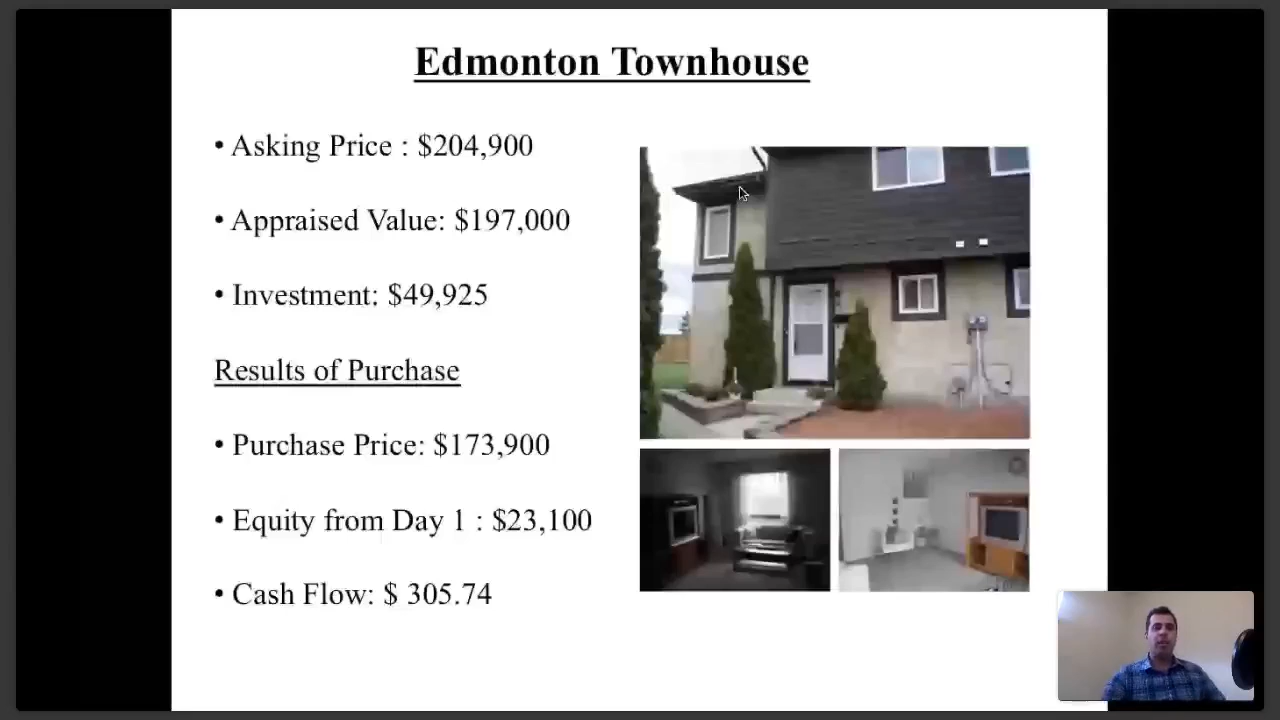 Edmonton Townhouse
• Asking Price : $204,900
• Appraised Value: $197,000
• Investment: $49,925
Results of Purchase
• Purchase Price: $173,900
• Equity from Day 1 : $23,100
• Cash Flow: $ 305.74